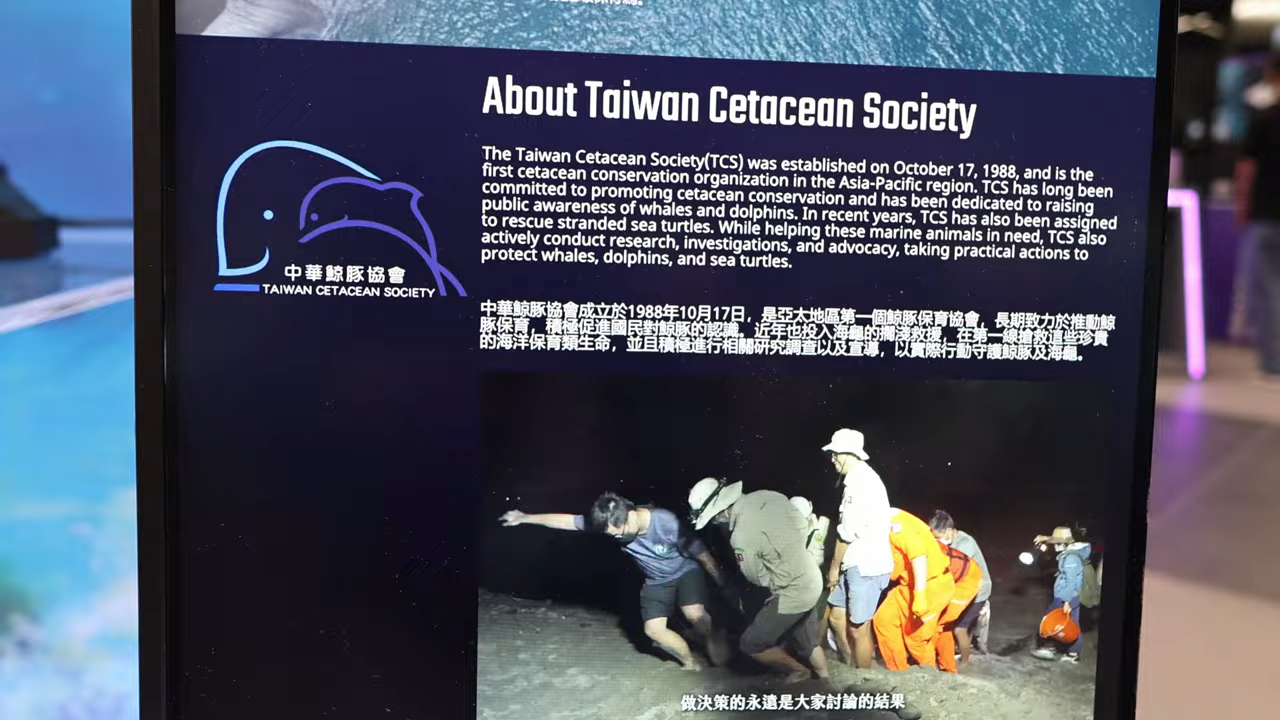 About Taiwan Cetacean Society
The Taiwan Cetacean Society(TCS) was established on October 17, 1988, and is the
first cetacean conservation organization in the Asia-Pacific region. TCS has long been
committed to promoting cetacean conservation and has been dedicated to raising
public awareness of whales and dolphins. In recent years, TCS has also been assigned
to rescue stranded sea turtles. While helping these marine animals in need, TCS also
actively conduct research, investigations, and advocacy, taking practical actions to
protect whales, dolphins, and sea turtles.
中華鯨豚協會
TAIWAN CETACEAN SOCIETY
中華鯨豚協會成立於1988年10月17日，是亞太地區第一個鯨豚保育協會，長期致力於推動鯨
豚保育，積極促進國民對鯨豚的認識。近年也投入海龜的擱淺救援，在第一線搶救這些珍貴
的海洋保育類生命，並且積極進行相關研究調查以及宣導，以實際行動守護鯨豚及海龜。
做決策的永遠是大家討論的結果